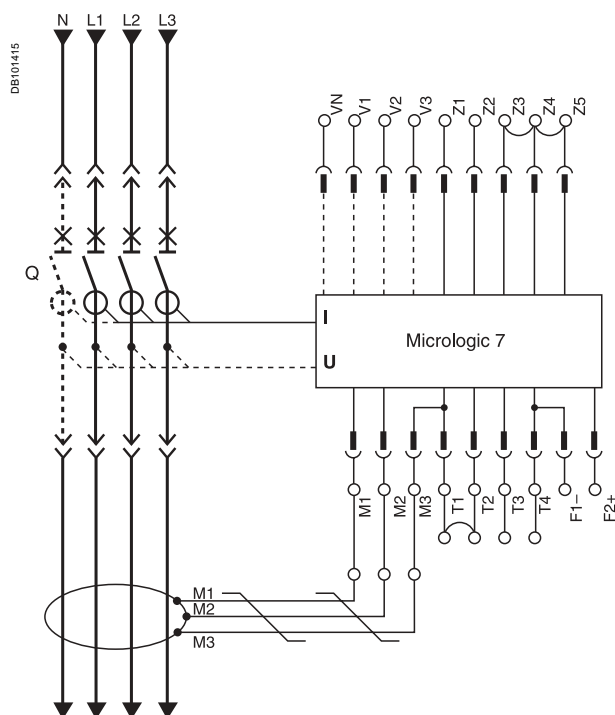 N L1 L2 L3
DB101415
VN V1 V2 V3 Z1 Z2 Z3 Z4 Z5
Q
I
Micrologic 7
U
M1 M2 M3 T1 T2 T3 T4 F1– F2+
M1
M2
M3